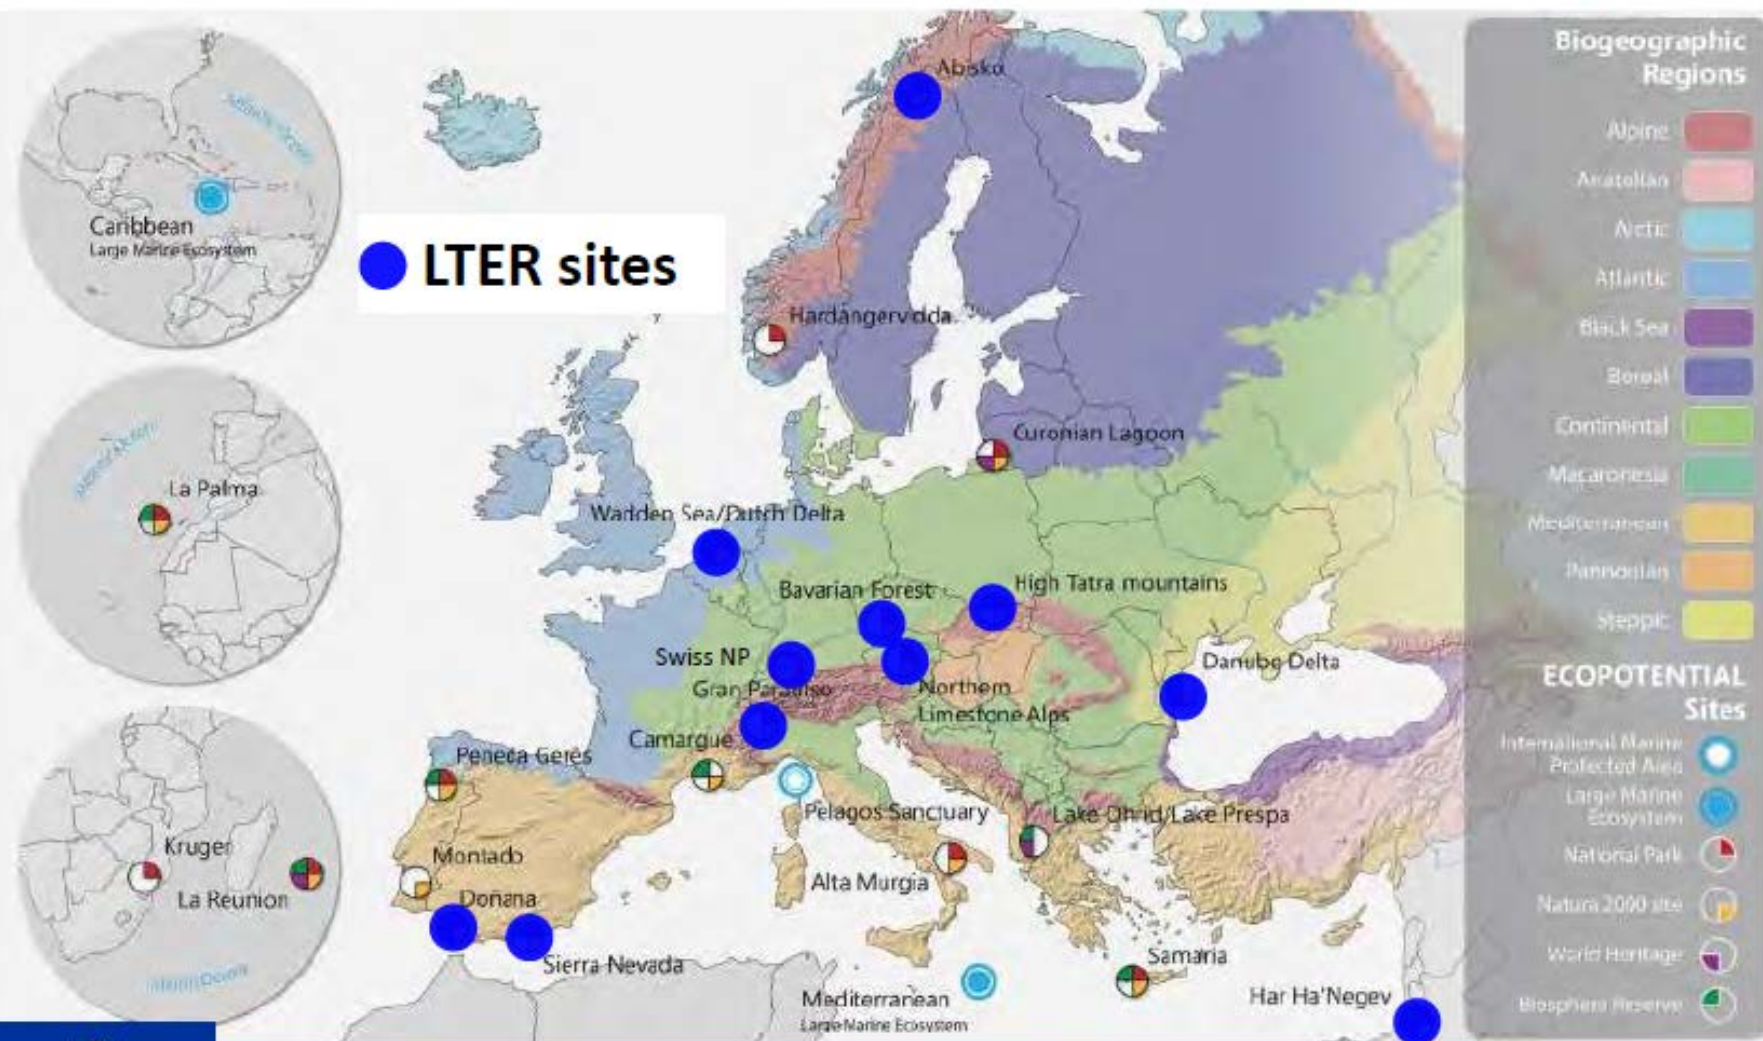 Atlantic Ocean
Caribbean
Large Marine Ecosystem
La Palma
Kruger
La Reunion
LTER sites
Abisko
Hardangervidda
Curonian Lagoon
Wadden Sea/Dutch Delta
Bavarian Forest
High Tatra mountains
Swiss NP
Gran Paradiso
Northern
Limestone Alps
Danube Delta
Camargue
Peneda Gerês
Pelagos Sanctuary
Lake Ohrid/Lake Prespa
Montado
Alta Murgia
Doñana
Sierra Nevada
Samaria
Mediterranean
Large Marine Ecosystem
Har Ha'Negev
Biogeographic
Regions
Alpine
Anatolian
Arctic
Atlantic
Black Sea
Boreal
Continental
Macaronesia
Mediterranean
Pannonian
Steppic
ECOPOTENTIAL
Sites
International Marine
Protected Area
Large Marine
Ecosystem
National Park
Natura 2000 site
World Heritage
Biosphere Reserve